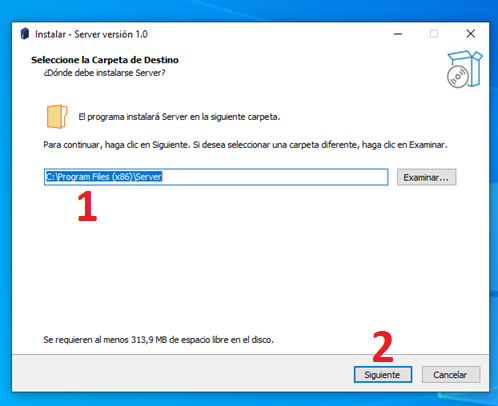 Instalar - Server versión 1.0
Seleccione la Carpeta de Destino
¿Dónde debe instalarse Server?
El programa instalará Server en la siguiente carpeta.
Para continuar, haga clic en Siguiente. Si desea seleccionar una carpeta diferente, haga clic en Examinar.
C:\Program Files (x86)\Server
Examinar...
1
Se requieren al menos 313,9 MB de espacio libre en el disco.
2
Siguiente
Cancelar